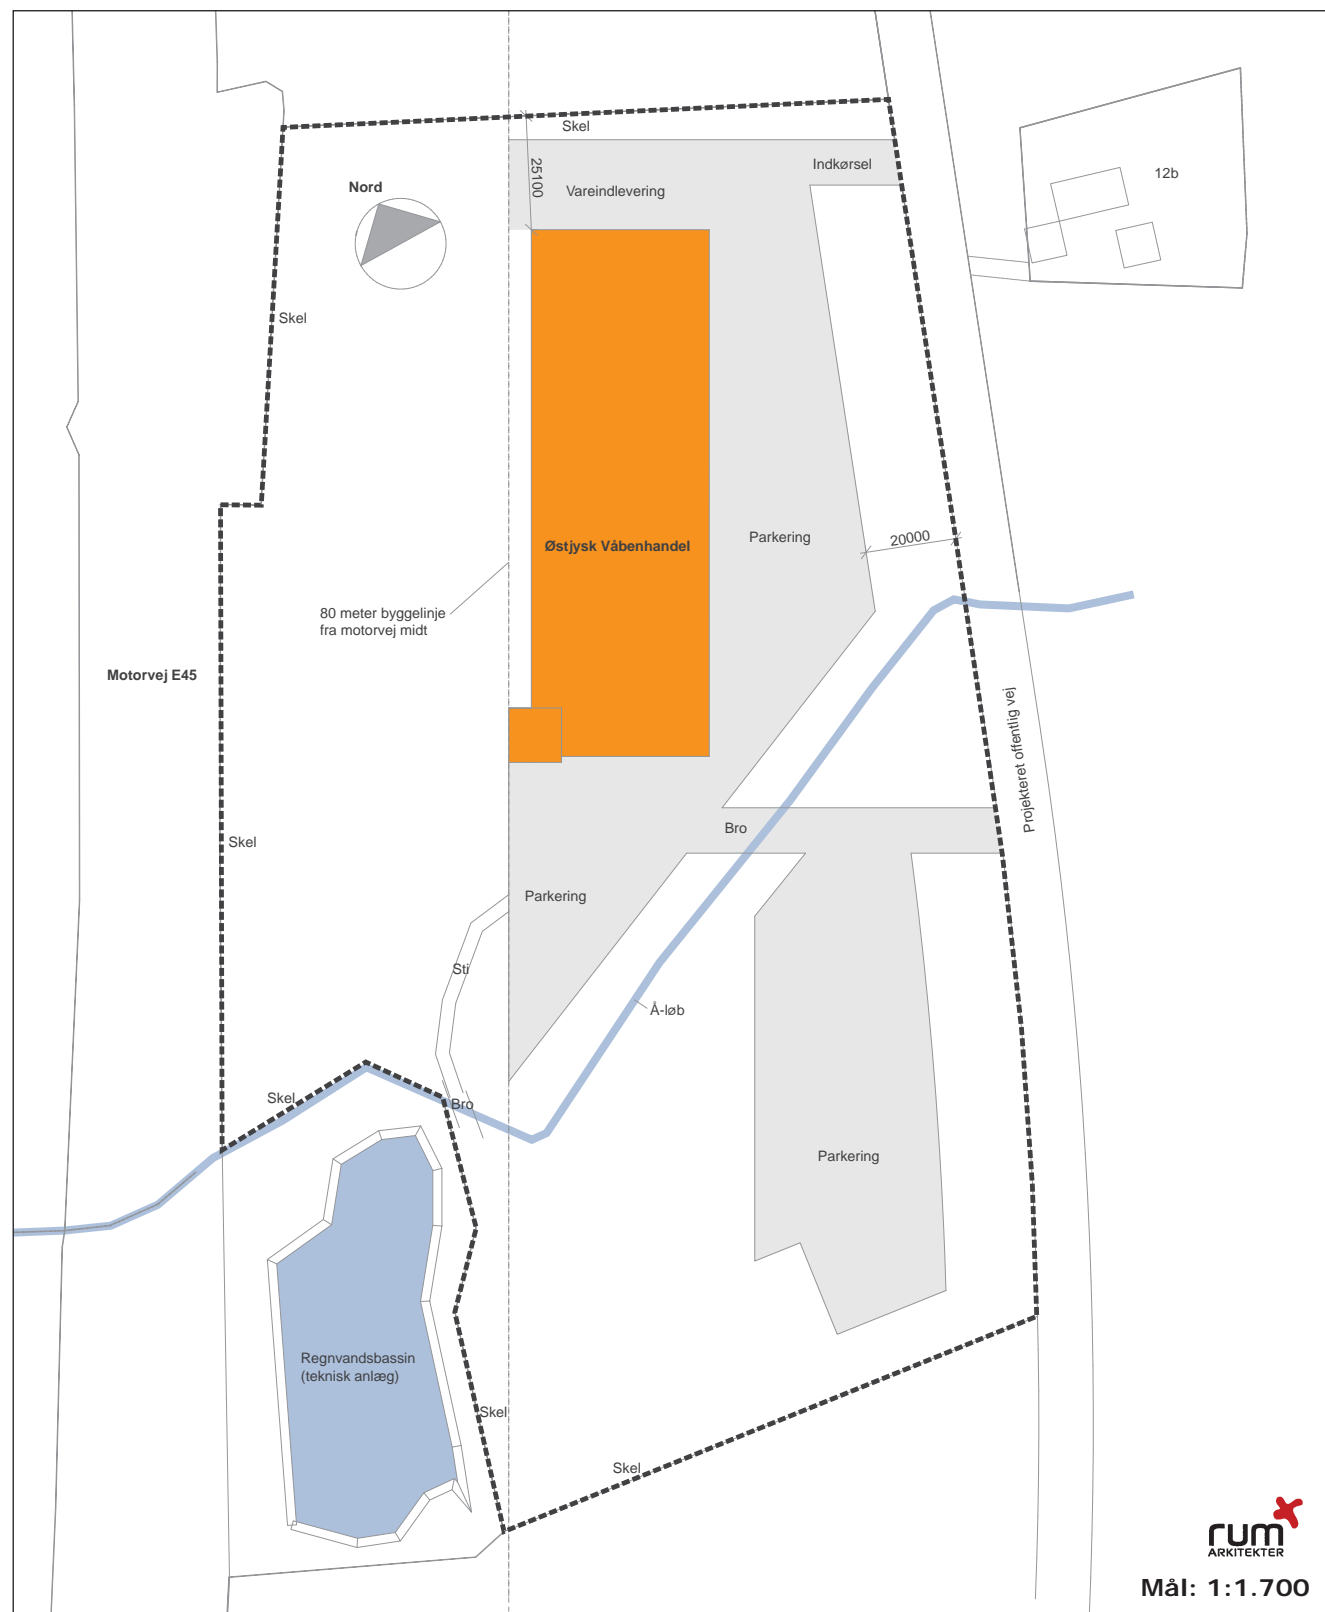 Skel
Indkørsel
12b
25100
Vareindlevering
Nord
Skel
Østjysk Våbenhandel
Parkering
20000
80 meter byggelinje
fra motorvej midt
Motorvej E45
Projekteret offentlig vej
Skel
Bro
Parkering
Sti
Å-løb
Skel
Bro
Parkering
Regnvandsbassin
(teknisk anlæg)
Skel
Skel
rum
ARKITEKTER
Mål: 1:1.700